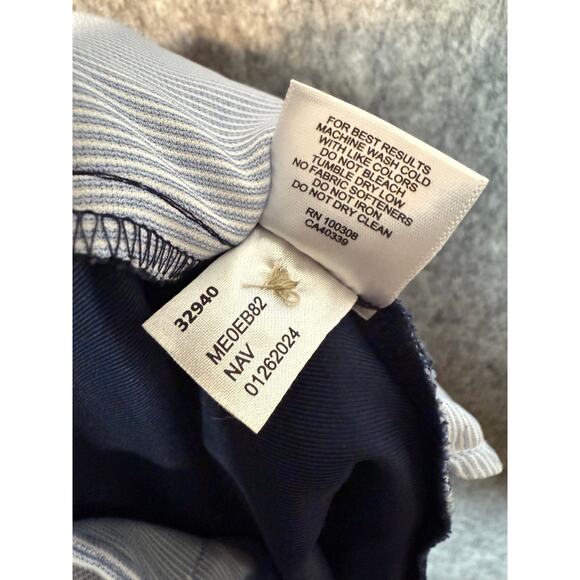 FOR BEST RESULTS
MACHINE WASH COLD
WITH LIKE COLORS
DO NOT BLEACH
TUMBLE DRY LOW
NO FABRIC SOFTENERS
DO NOT IRON
DO NOT DRY CLEAN
RN 100308
CA40339
32940
ME0EB82
NAV
01262024